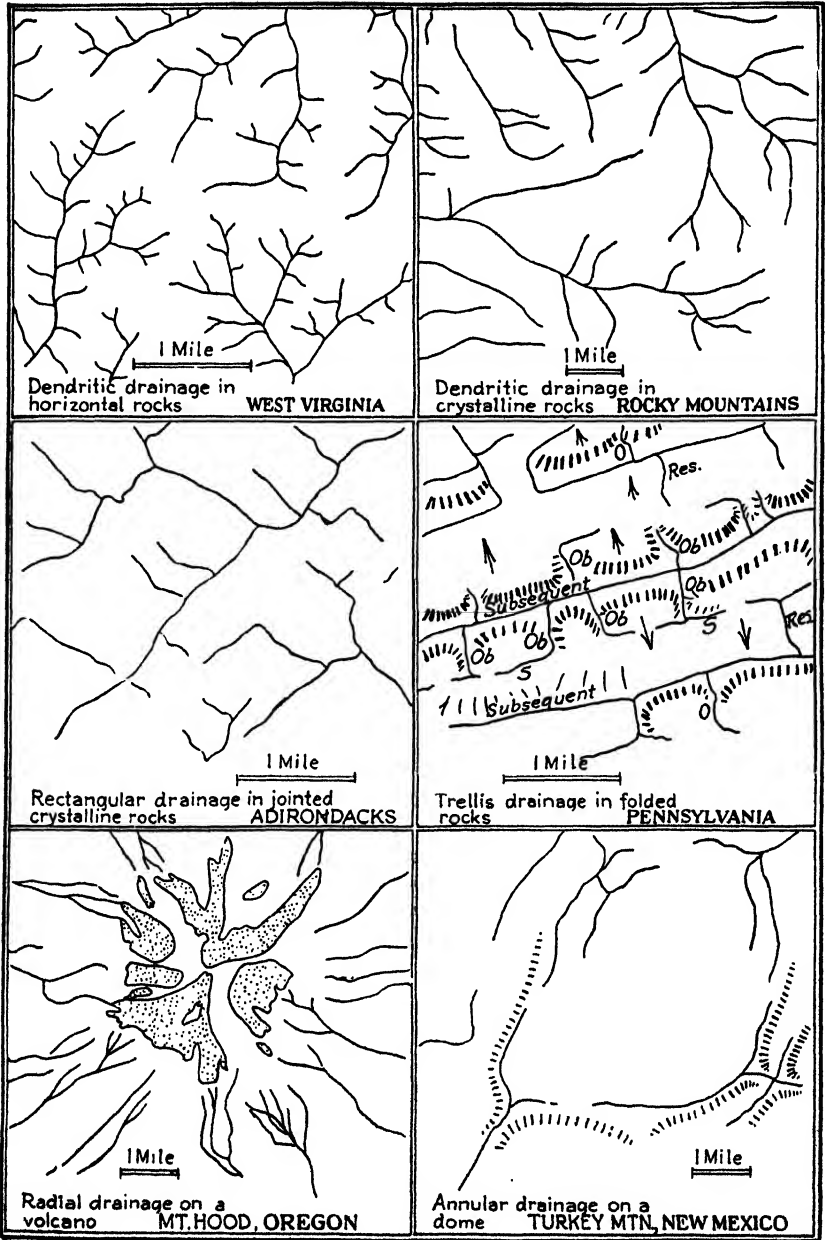 1 Mile
Dendritic drainage in
horizontal rocks WEST VIRGINIA
1 Mile
Dendritic drainage in
crystalline rocks ROCKY MOUNTAINS
1 Mile
Rectangular drainage in jointed
crystalline rocks ADIRONDACKS
O
Res.
Ob
Ob
Subsequent
Ob
Ob
S
Res
Ob
Ob
S
Subsequent
O
1 Mile
Trellis drainage in folded
rocks PENNSYLVANIA
1 Mile
Radial drainage on a
volcano MT. HOOD, OREGON
1 Mile
Annular drainage on a
dome TURKEY MTN, NEW MEXICO